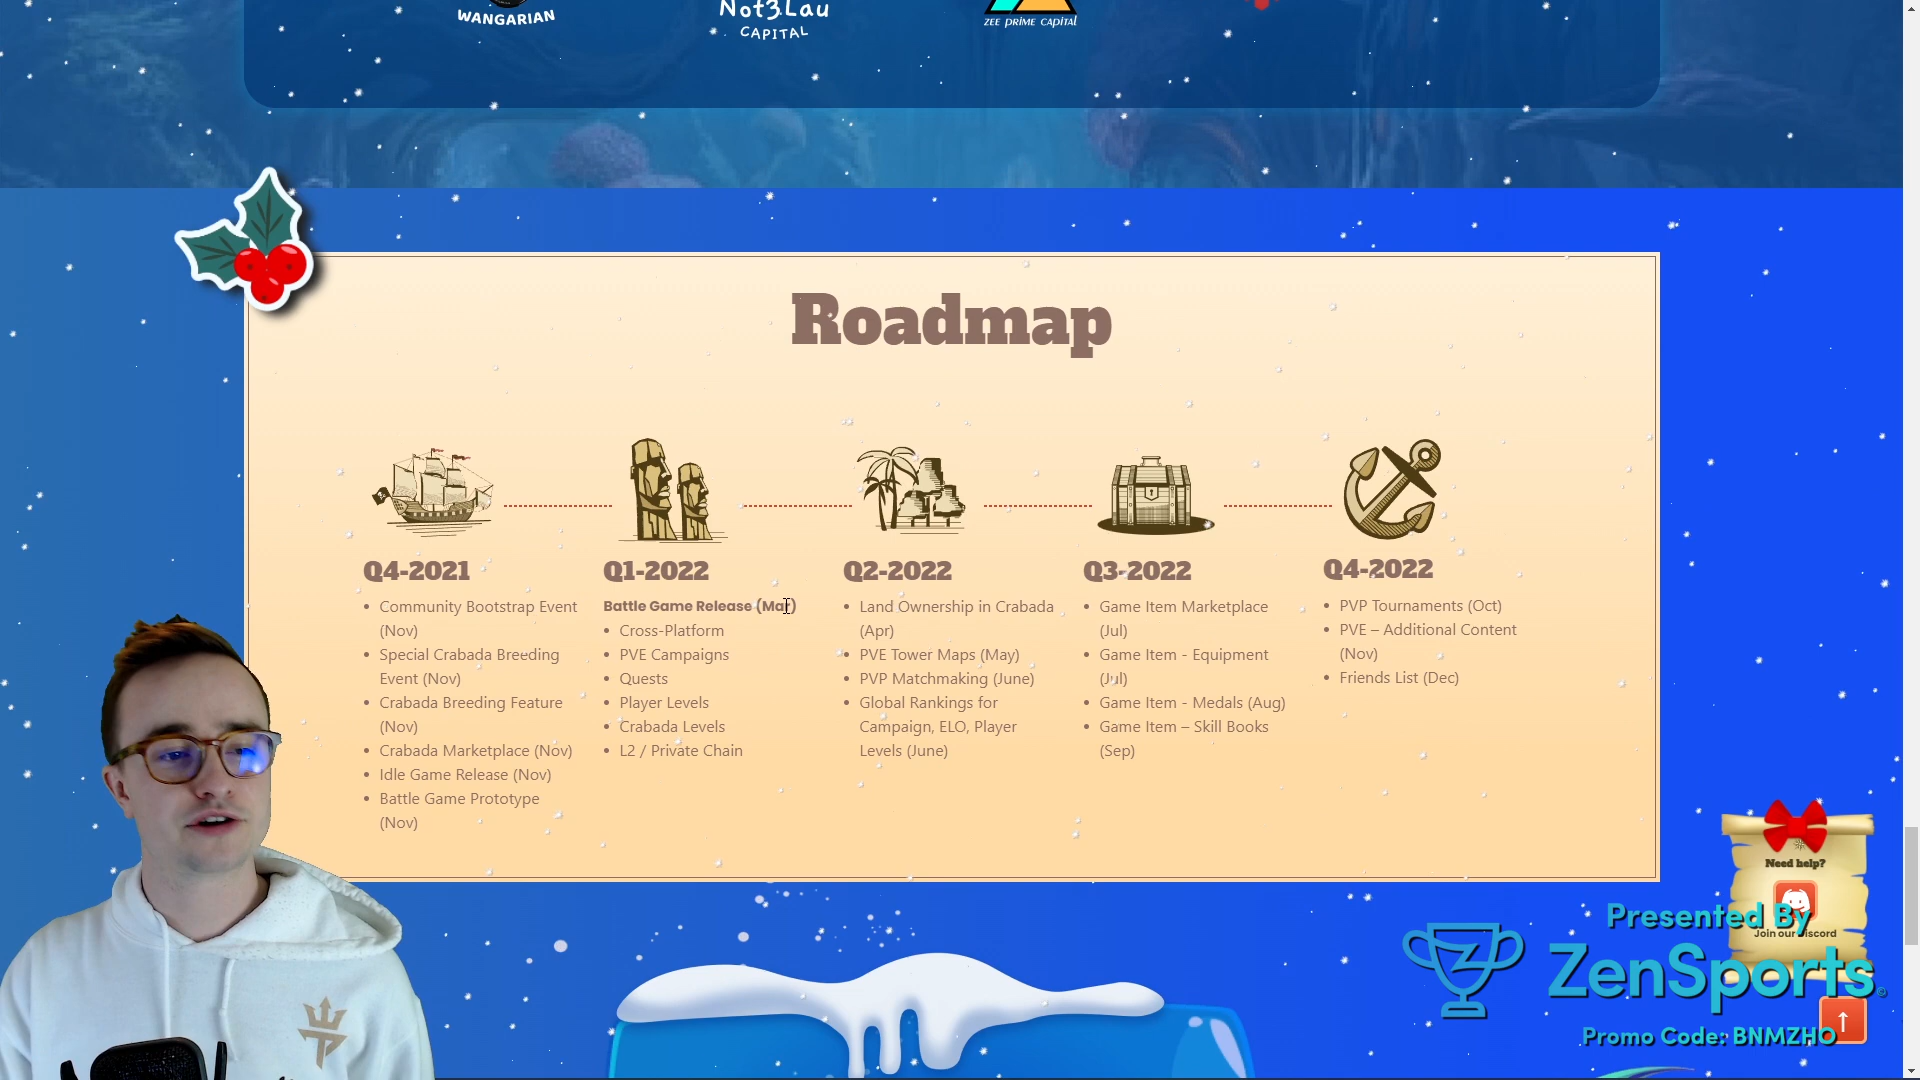 WANGARIAN
Not3Lau
CAPITAL
ZEE PRIME CAPITAL
Roadmap
Q4-2021
Community Bootstrap Event
(Nov)
Special Crabada Breeding
Event (Nov)
Crabada Breeding Feature
(Nov)
Crabada Marketplace (Nov)
Idle Game Release (Nov)
Battle Game Prototype
(Nov)
Q1-2022
Battle Game Release (Mar)
Cross-Platform
PVE Campaigns
Quests
Player Levels
Crabada Levels
L2 / Private Chain
Q2-2022
Land Ownership in Crabada
(Apr)
PVE Tower Maps (May)
PVP Matchmaking (June)
Global Rankings for
Campaign, ELO, Player
Levels (June)
Q3-2022
Game Item Marketplace
(Jul)
Game Item - Equipment
(Jul)
Game Item - Medals (Aug)
Game Item – Skill Books
(Sep)
Q4-2022
PVP Tournaments (Oct)
PVE – Additional Content
(Nov)
Friends List (Dec)
Need help?
Join our Discord
Presented By
ZenSports
Promo Code: BNMZHO